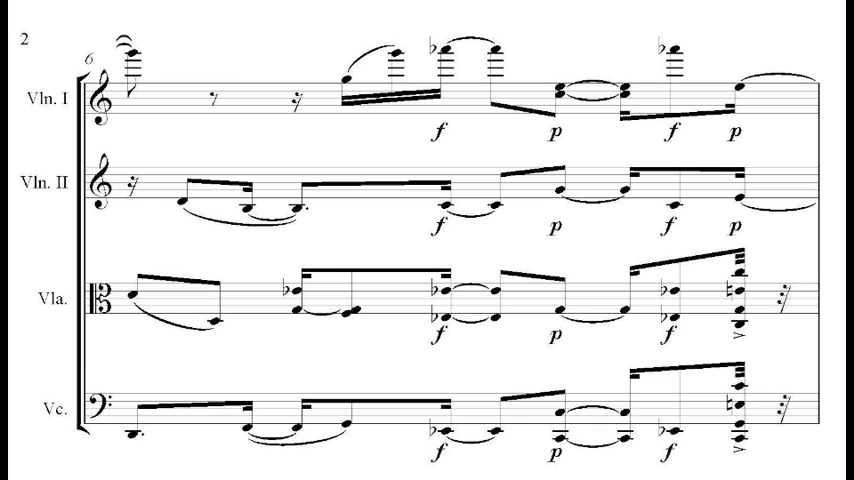 2
6
Vln. I
f p f p
Vln. II
f p f p
Vla.
f p f
Vc.
f p f